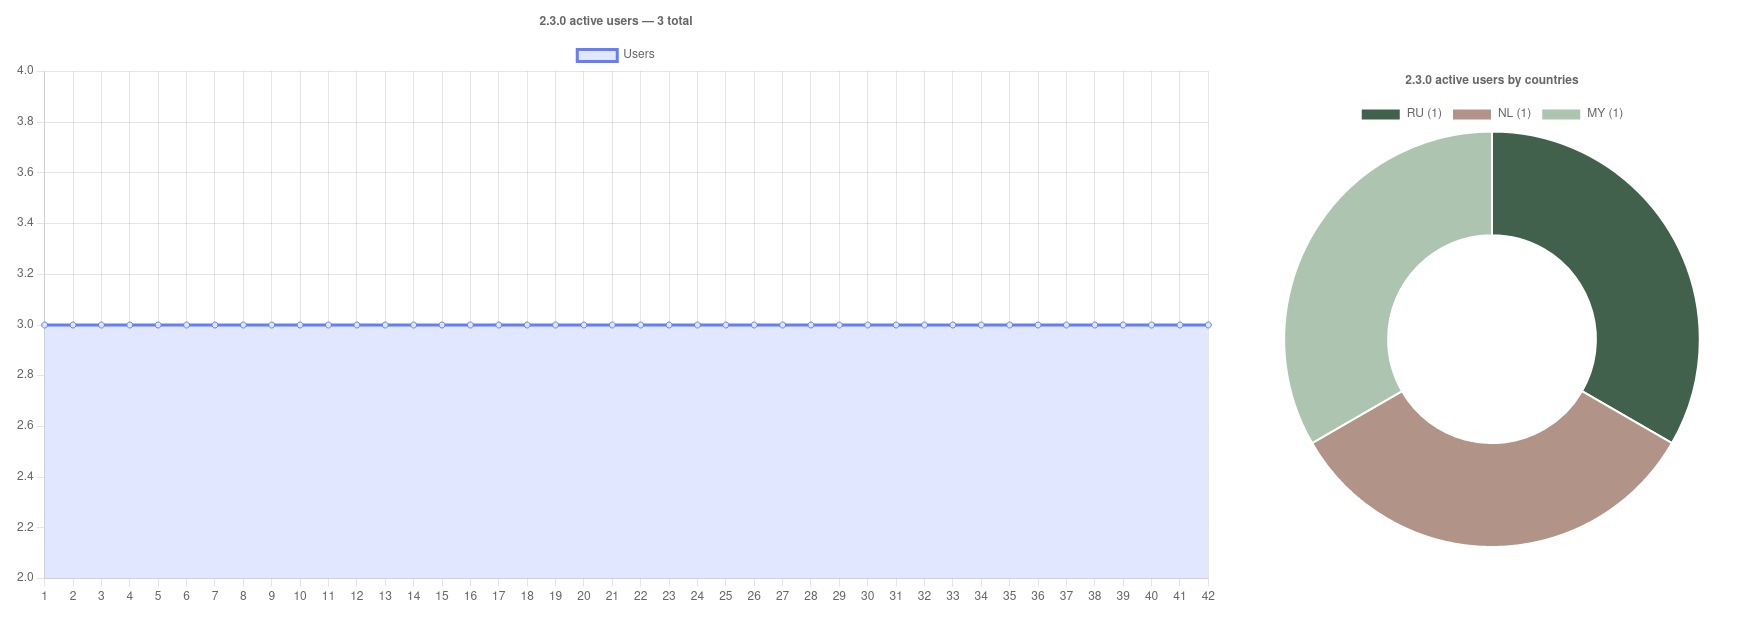 2.3.0 active users — 3 total
Users
4.0
3.8
3.6
3.4
3.2
3.0
2.8
2.6
2.4
2.2
2.0
1 2 3 4 5 6 7 8 9 10 11 12 13 14 15 16 17 18 19 20 21 22 23 24 25 26 27 28 29 30 31 32 33 34 35 36 37 38 39 40 41 42
2.3.0 active users by countries
RU (1) NL (1) MY (1)